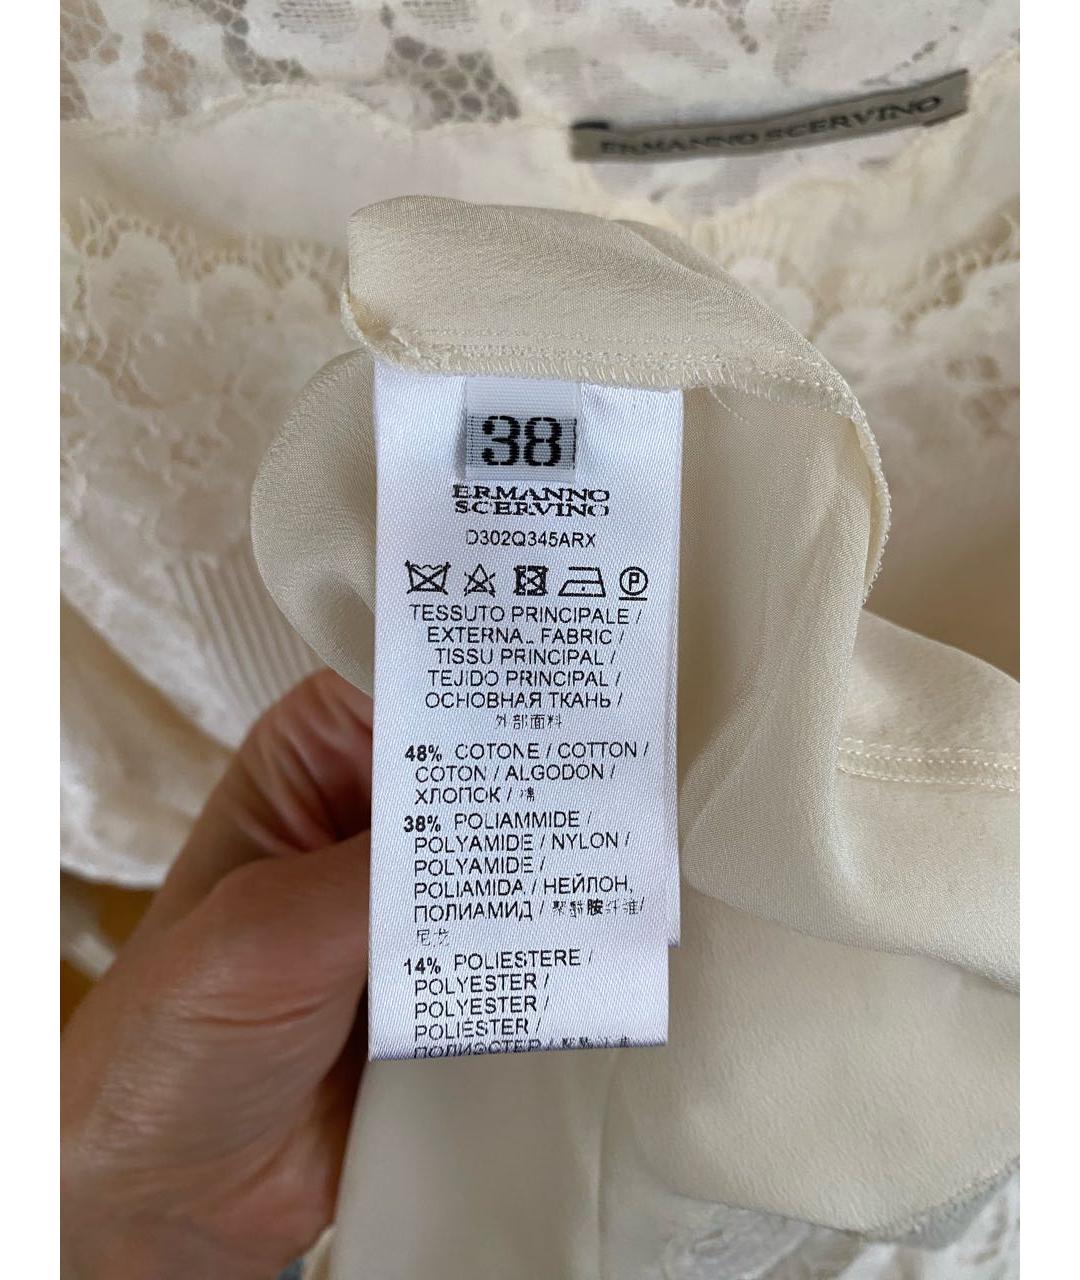 ERMANNO SCERVINO
38
ERMANNO
SCERVINO
D302Q345ARX
P
TESSUTO PRINCIPALE /
EXTERNAL FABRIC /
TISSU PRINCIPAL /
TEJIDO PRINCIPAL /
ОСНОВНАЯ ТКАНЬ /
外部面料
48% COTONE / COTTON /
COTON / ALGODON /
ХЛОПОК / 棉
38% POLIAMMIDE /
POLYAMIDE / NYLON /
POLYAMIDE /
POLIAMIDA / НЕЙЛОН,
ПОЛИАМИД / 聚酰胺纤维/
尼龙
14% POLIESTERE /
POLYESTER /
POLYESTER /
POLIÉSTER /
ПОЛИЭСТЕР /